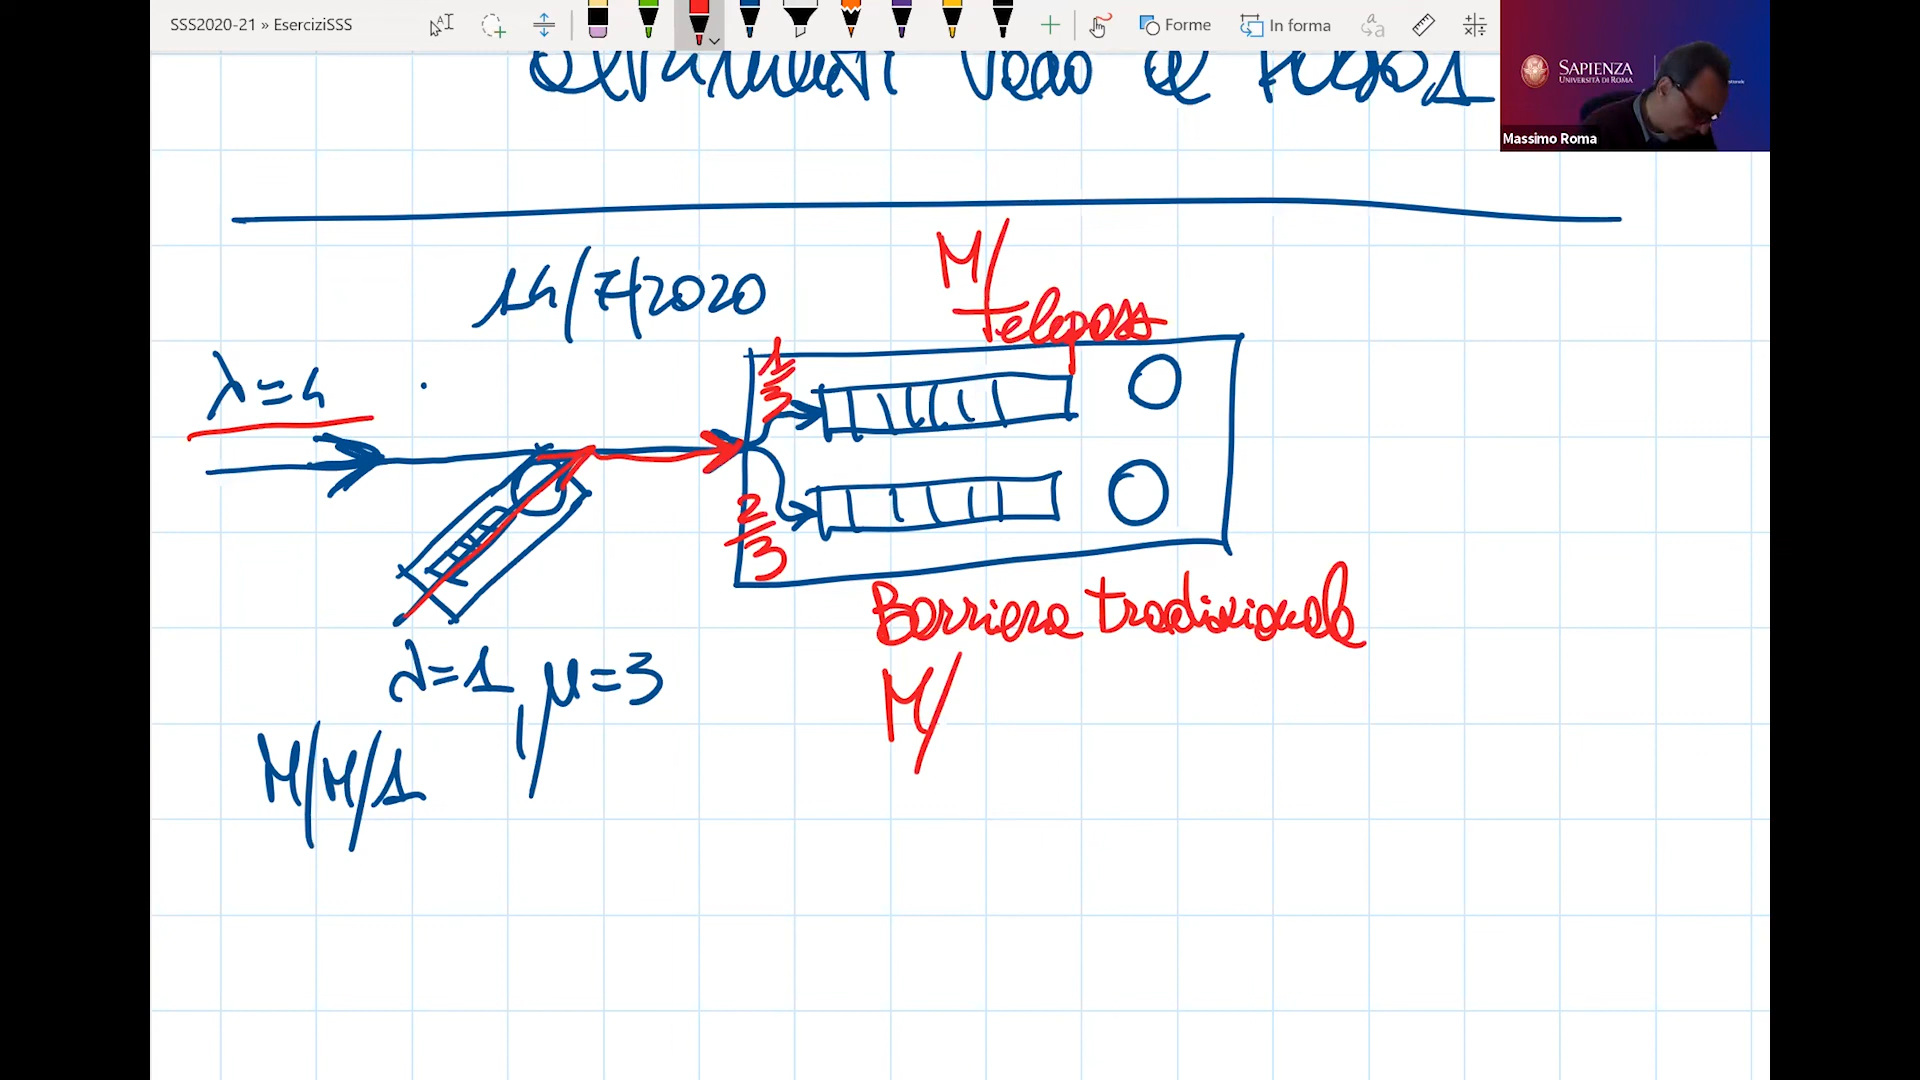 SSS2020-21 » EserciziSSS
Forme
In forma
SAPIENZA
UNIVERSITÀ DI ROMA
Massimo Roma
14/7/2020
M/
Telepass
λ=4
1/3
2/3
Barriera tradizionale
λ=1, μ=3
M/
M/M/1